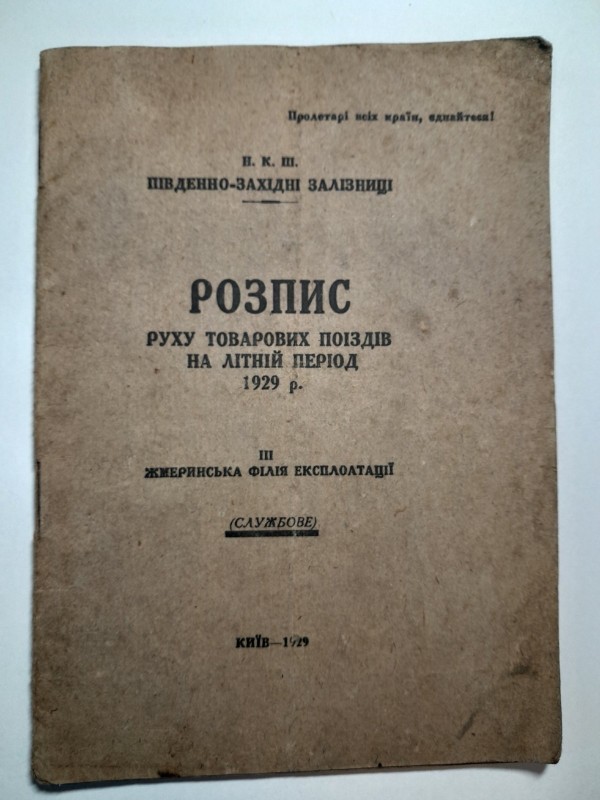 Пролетарі всіх країн, єднайтеся!
Н. К. Ш.
ПІВДЕННО-ЗАХІДНІ ЗАЛІЗНИЦІ
РОЗПИС
РУХУ ТОВАРОВИХ ПОІЗДІВ
НА ЛІТНІЙ ПЕРІОД
1929 р.
III
ЖМЕРИНСЬКА ФІЛІЯ ЕКСПЛОАТАЦІЇ
(СЛУЖБОВЕ)
КИЇВ—1929